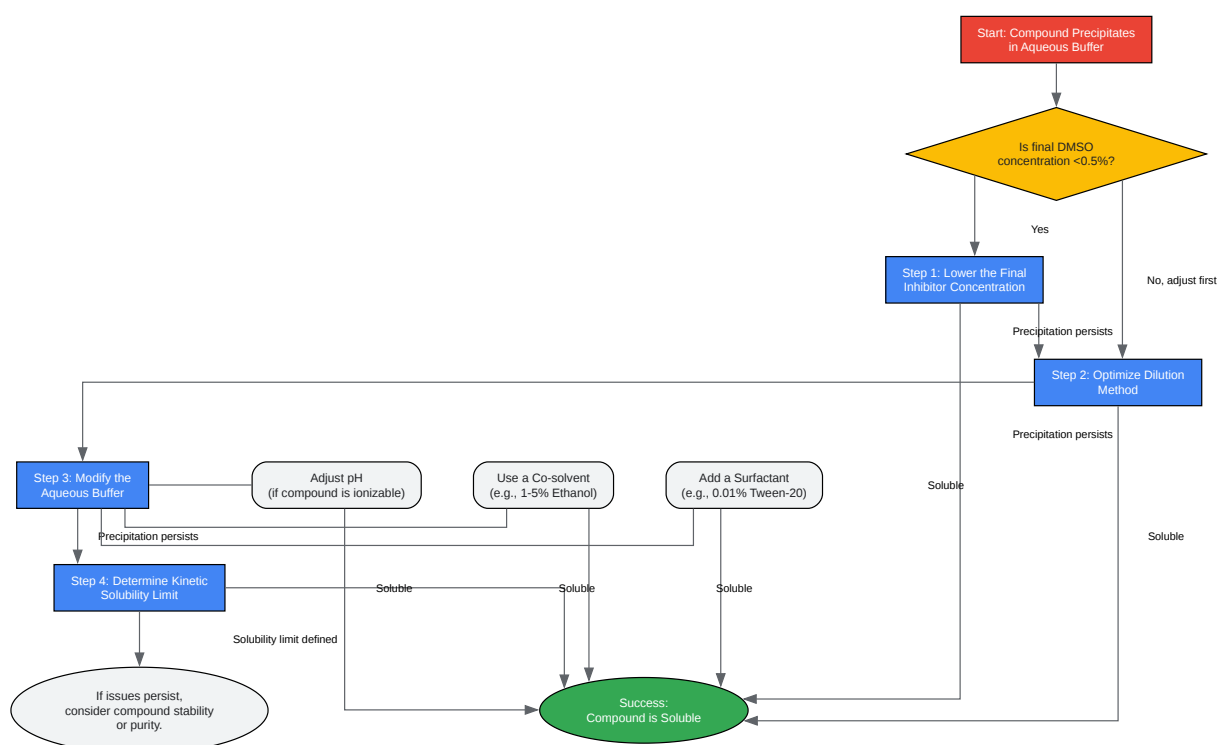 Start: Compound Precipitates
in Aqueous Buffer
Is final DMSO
concentration <0.5%?
Yes
Step 1: Lower the Final
Inhibitor Concentration
No, adjust first
Precipitation persists
Step 2: Optimize Dilution
Method
Precipitation persists
Step 3: Modify the
Aqueous Buffer
Adjust pH
(if compound is ionizable)
Use a Co-solvent
(e.g., 1-5% Ethanol)
Add a Surfactant
(e.g., 0.01% Tween-20)
Soluble
Precipitation persists
Soluble
Step 4: Determine Kinetic
Solubility Limit
Soluble
Soluble
Soluble
Solubility limit defined
If issues persist,
consider compound stability
or purity.
Success:
Compound is Soluble